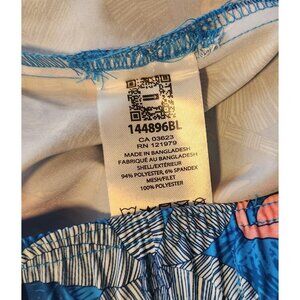 144896BL
CA 03623
RN 121979
MADE IN BANGLADESH
FABRIQUÉ AU BANGLADESH
SHELL/EXTÉRIEUR
94% POLYESTER, 6% SPANDEX
MESH/FILET
100% POLYESTER